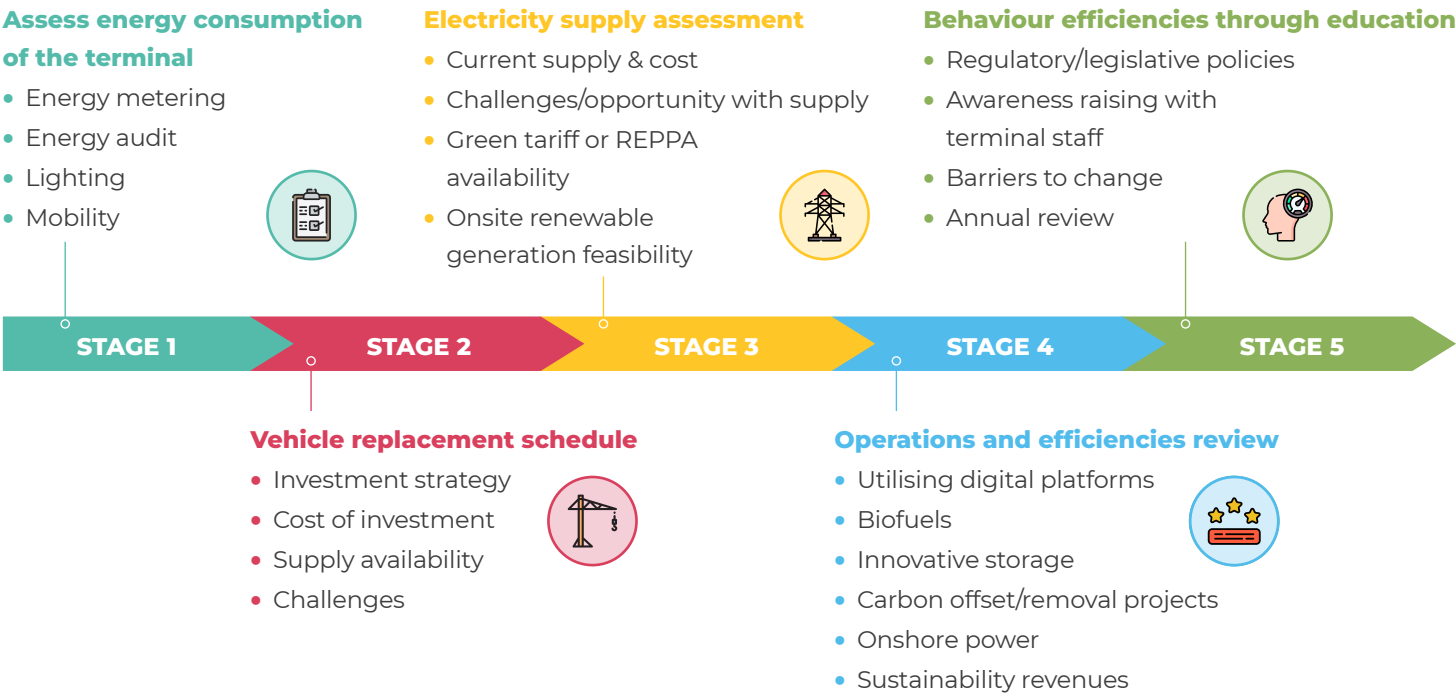 Assess energy consumption
of the terminal
• Energy metering
• Energy audit
• Lighting
• Mobility
Electricity supply assessment
• Current supply & cost
• Challenges/opportunity with supply
• Green tariff or REPPA
availability
• Onsite renewable
generation feasibility
Behaviour efficiencies through education
• Regulatory/legislative policies
• Awareness raising with
terminal staff
• Barriers to change
• Annual review
STAGE 1
STAGE 2
STAGE 3
STAGE 4
STAGE 5
Vehicle replacement schedule
• Investment strategy
• Cost of investment
• Supply availability
• Challenges
Operations and efficiencies review
• Utilising digital platforms
• Biofuels
• Innovative storage
• Carbon offset/removal projects
• Onshore power
• Sustainability revenues